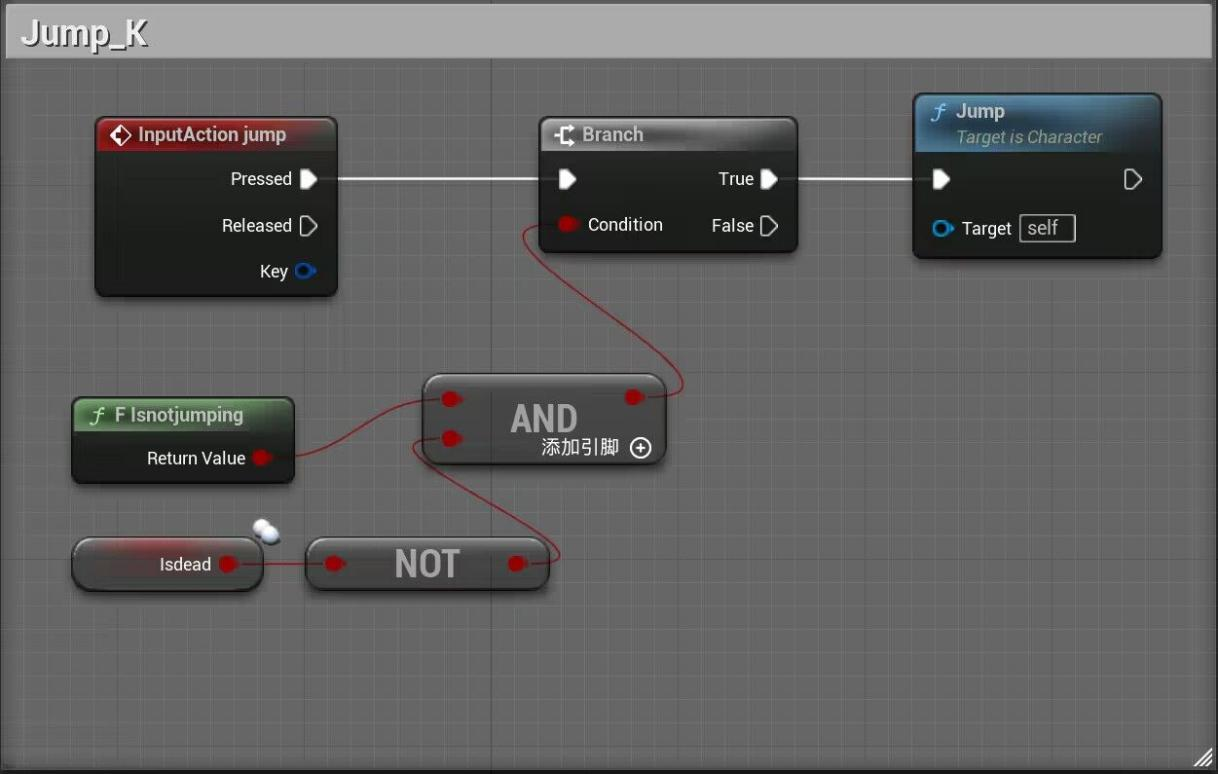 Jump_K
InputAction jump
Pressed
Released
Key
Branch
True
Condition
False
f Jump
Target is Character
Target self
f F Isnotjumping
Return Value
AND
添加引脚
Isdead
NOT